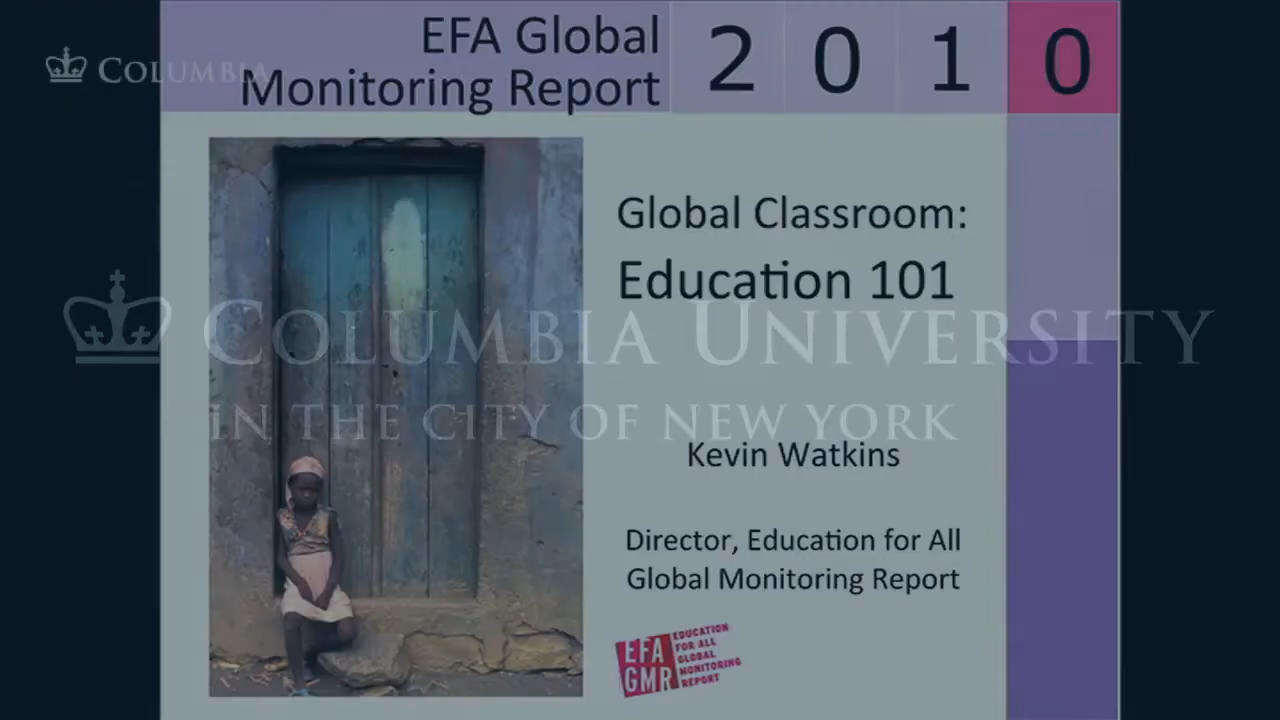 EFA Global
Monitoring Report
2 0 1 0
COLUMBIA
Global Classroom:
Education 101
COLUMBIA UNIVERSITY
IN THE CITY OF NEW YORK
Kevin Watkins
Director, Education for All
Global Monitoring Report
EFA
GMR
EDUCATION
FOR ALL
GLOBAL
MONITORING
REPORT